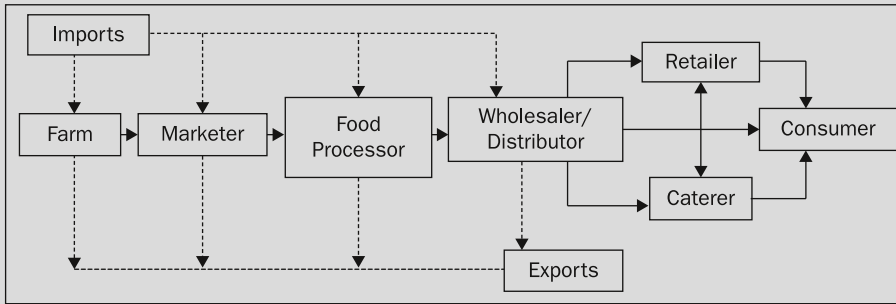 Imports
Retailer
Farm
Marketer
Food
Processor
Wholesaler/
Distributor
Consumer
Caterer
Exports